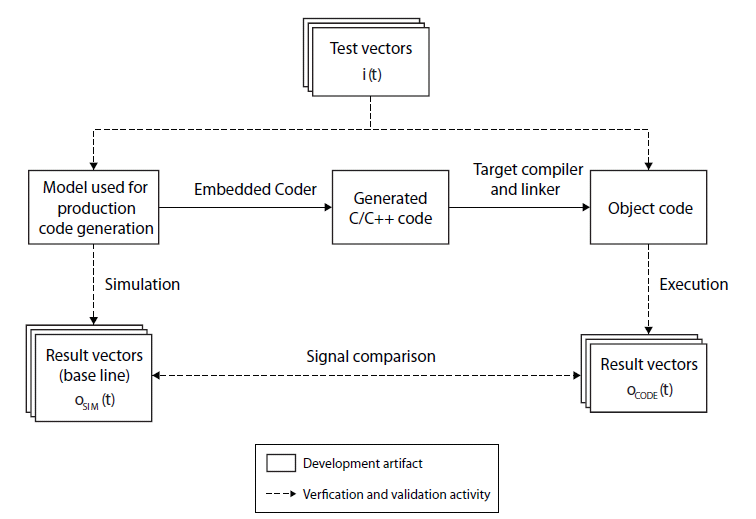 Test vectors
i (t)
Model used for
production
code generation
Embedded Coder
Generated
C/C++ code
Target compiler
and linker
Object code
Simulation
Execution
Result vectors
(base line)
oSIM (t)
Signal comparison
Result vectors
oCODE (t)
Development artifact
Verfication and validation activity